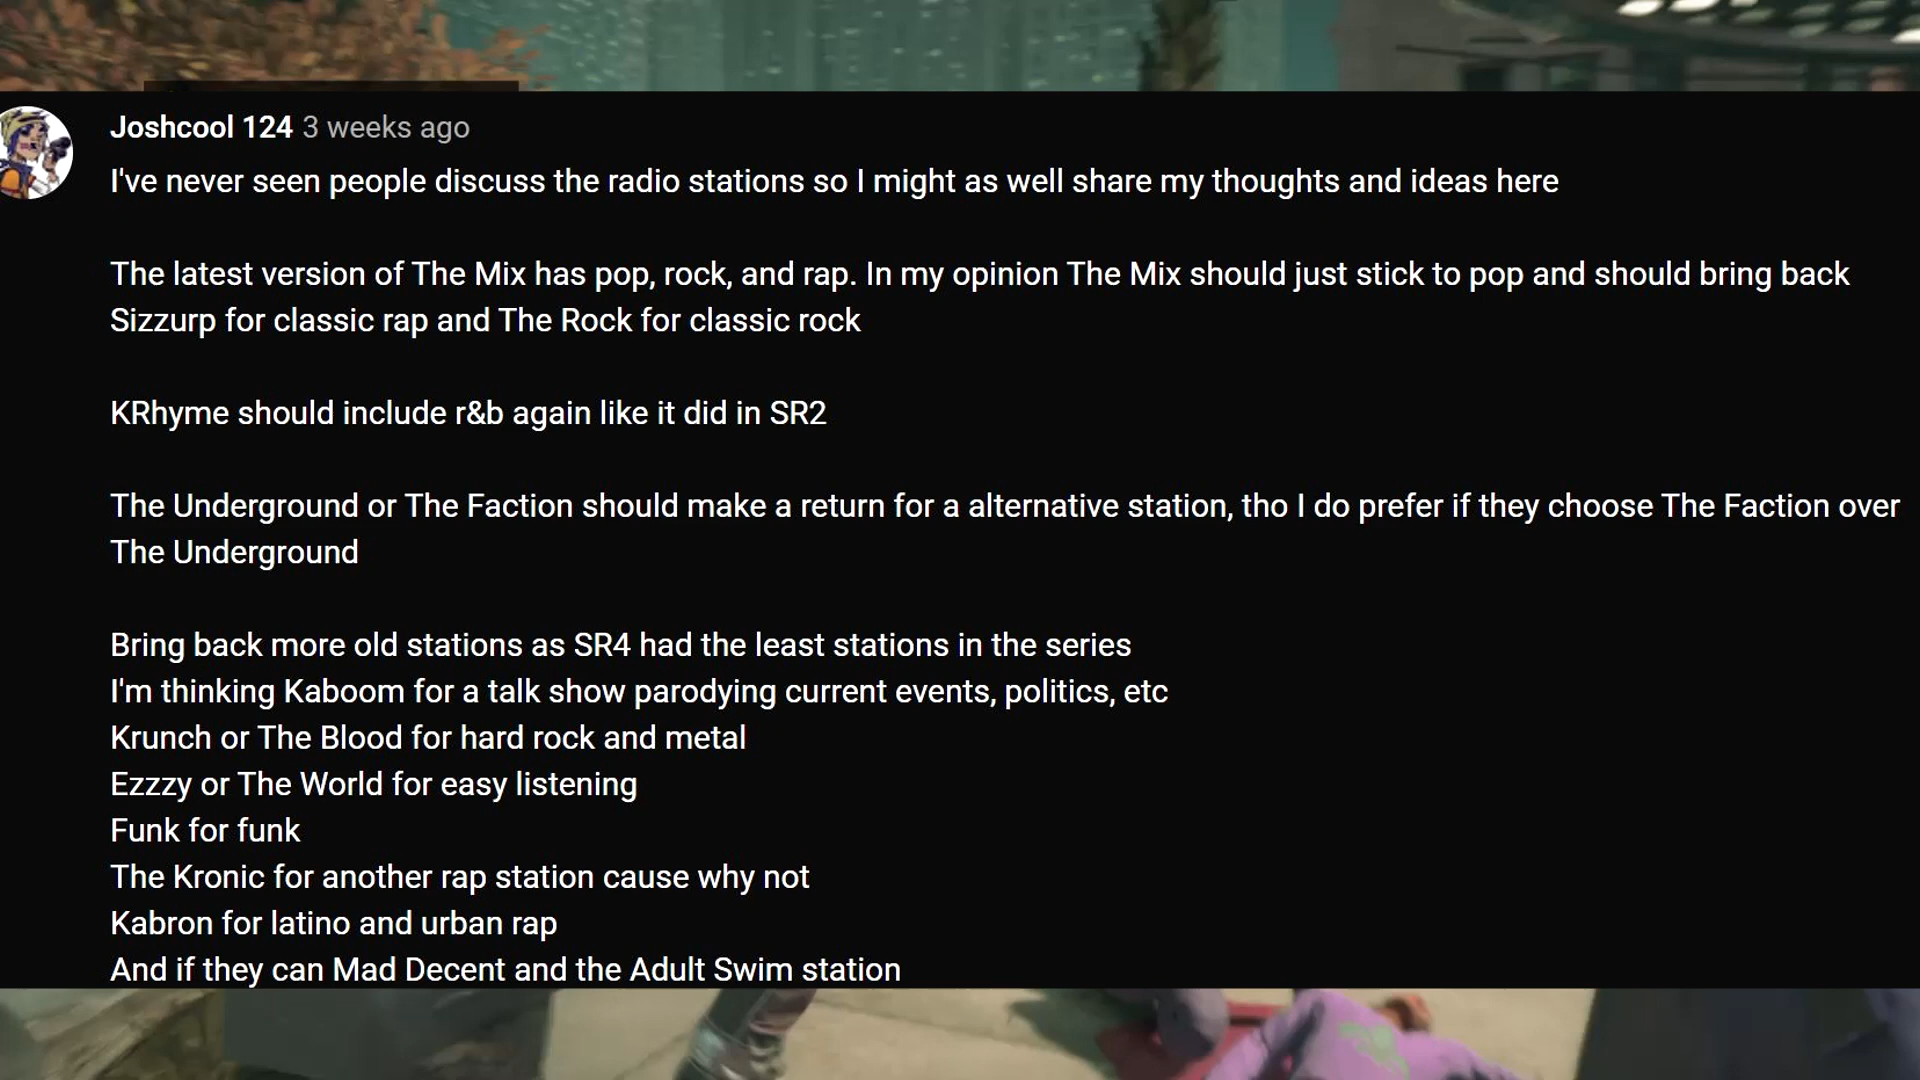 Joshcool 124 3 weeks ago
I've never seen people discuss the radio stations so I might as well share my thoughts and ideas here
The latest version of The Mix has pop, rock, and rap. In my opinion The Mix should just stick to pop and should bring back
Sizzurp for classic rap and The Rock for classic rock
KRhyme should include r&b again like it did in SR2
The Underground or The Faction should make a return for a alternative station, tho I do prefer if they choose The Faction over
The Underground
Bring back more old stations as SR4 had the least stations in the series
I'm thinking Kaboom for a talk show parodying current events, politics, etc
Krunch or The Blood for hard rock and metal
Ezzzy or The World for easy listening
Funk for funk
The Kronic for another rap station cause why not
Kabron for latino and urban rap
And if they can Mad Decent and the Adult Swim station